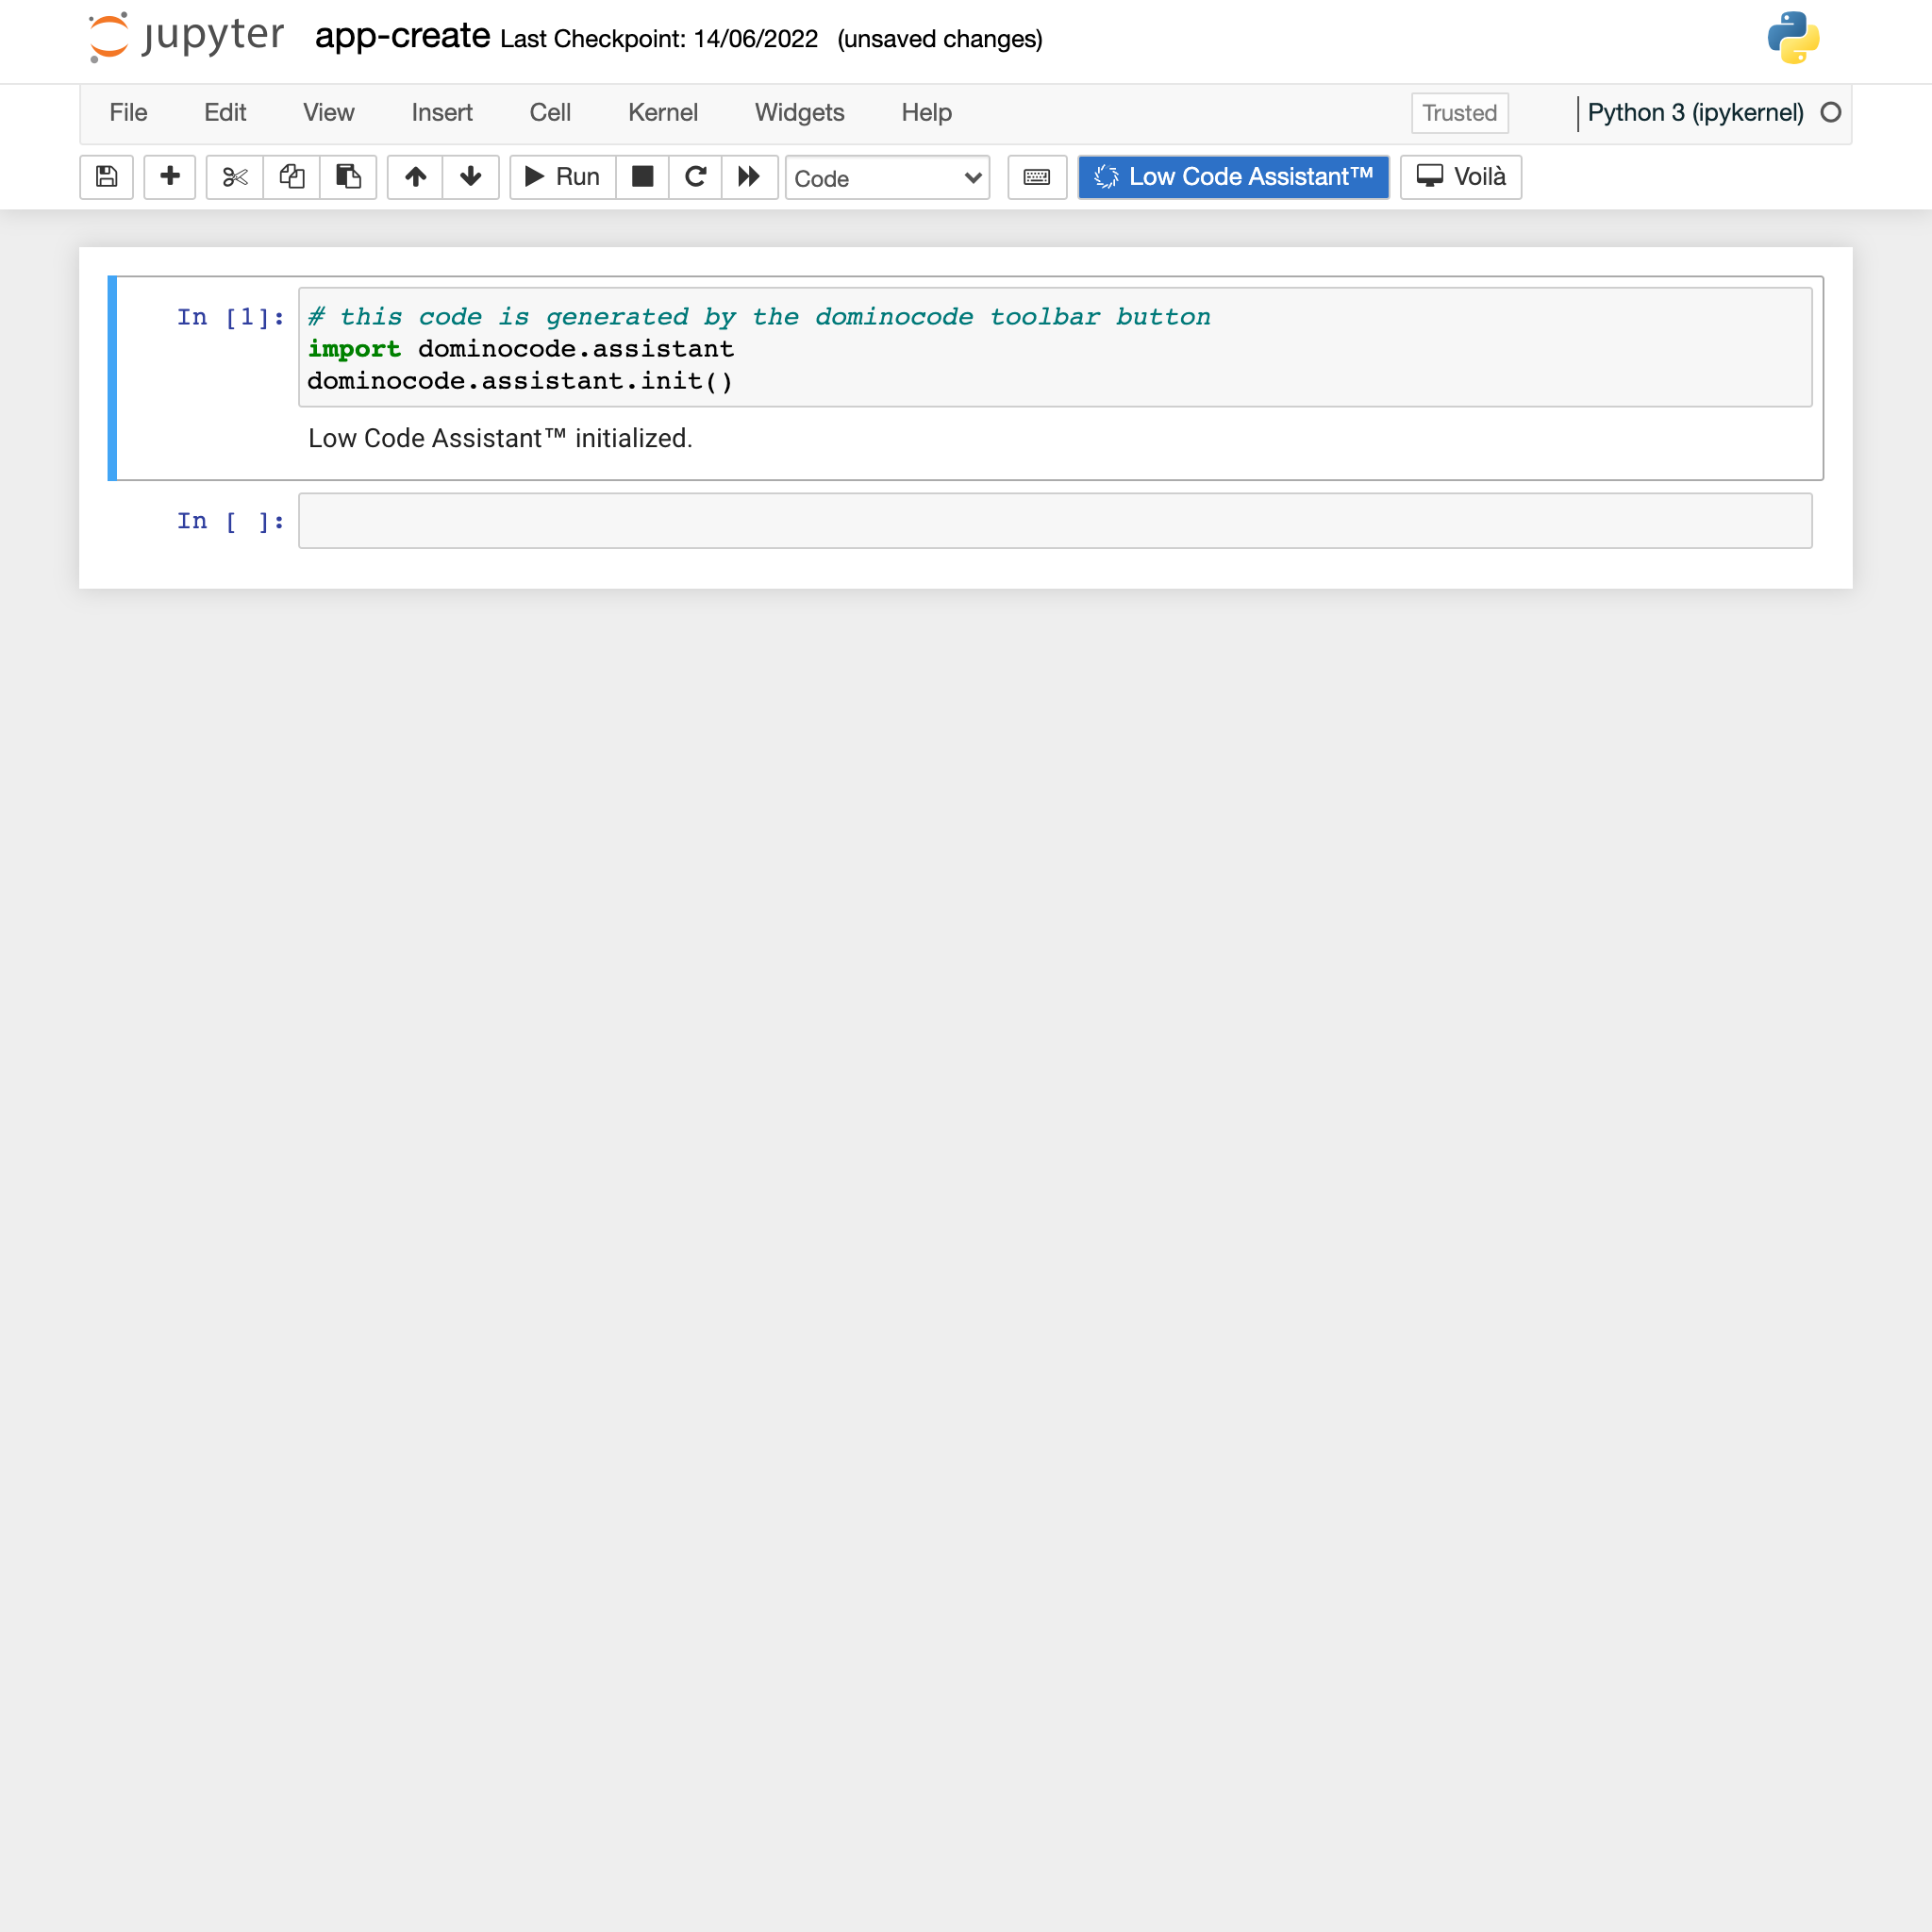 jupyter app-create Last Checkpoint: 14/06/2022 (unsaved changes)
File Edit View Insert Cell Kernel Widgets Help Trusted Python 3 (ipykernel)
Run Code Low Code Assistant™ Voilà
In [1]: # this code is generated by the dominocode toolbar button
import dominocode.assistant
dominocode.assistant.init()
Low Code Assistant™ initialized.
In [ ]: